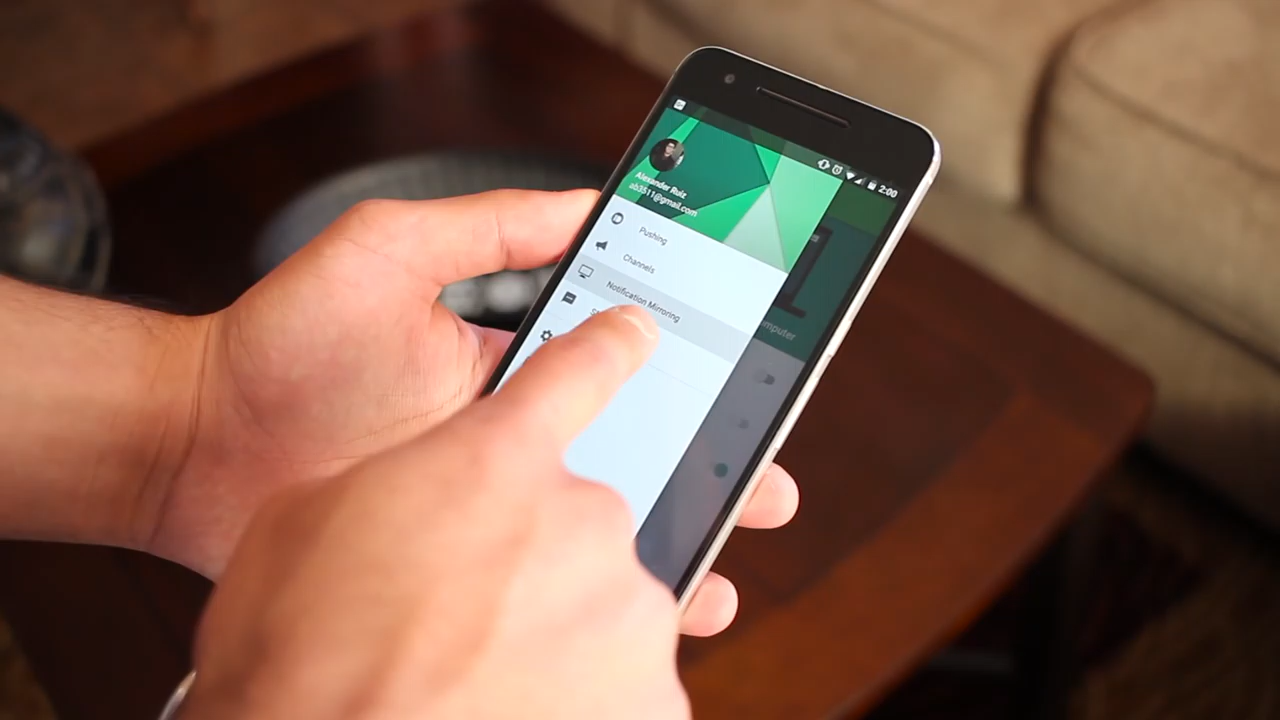 2:00
Alexander Ruiz
ab3511@gmail.com
Pushing
Channels
Notification Mirroring